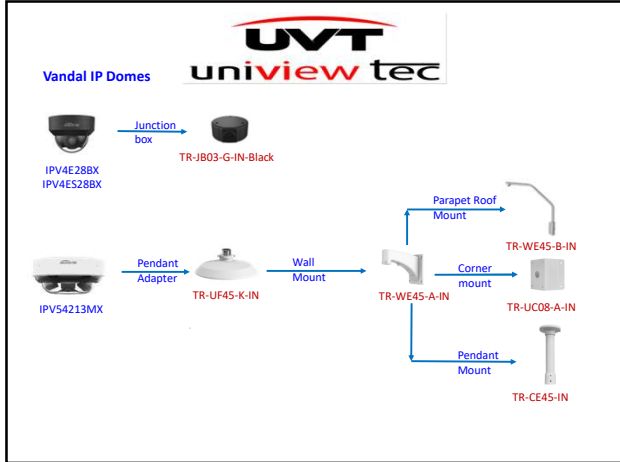 UVT
uniview tec
Vandal IP Domes
Junction
box
TR-JB03-G-IN-Black
IPV4E28BX
IPV4ES28BX
Parapet Roof
Mount
TR-WE45-B-IN
Pendant
Adapter
Wall
Mount
Corner
mount
TR-UF45-K-IN
TR-WE45-A-IN
TR-UC08-A-IN
IPV54213MX
Pendant
Mount
TR-CE45-IN